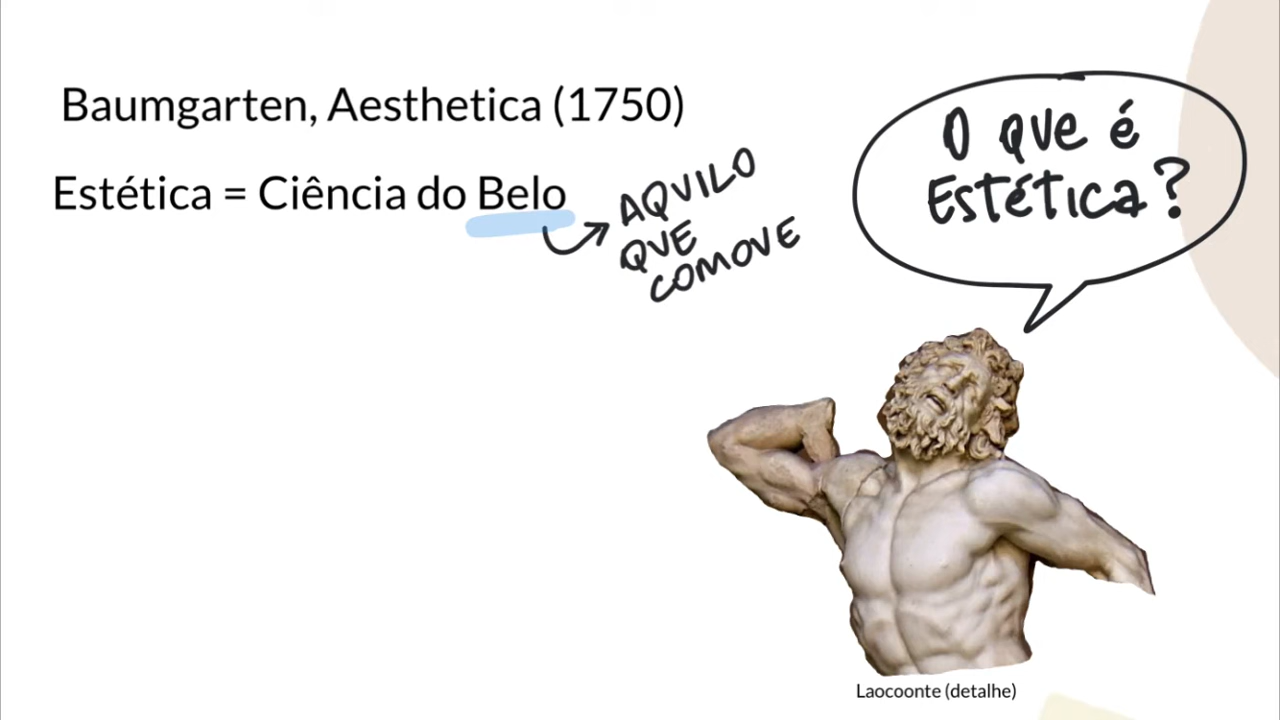 Baumgarten, Aesthetica (1750)
Estética = Ciência do Belo
AQVILO
QVE
COMOVE
O QVE É
ESTÉTICA?
Laocoonte (detalhe)